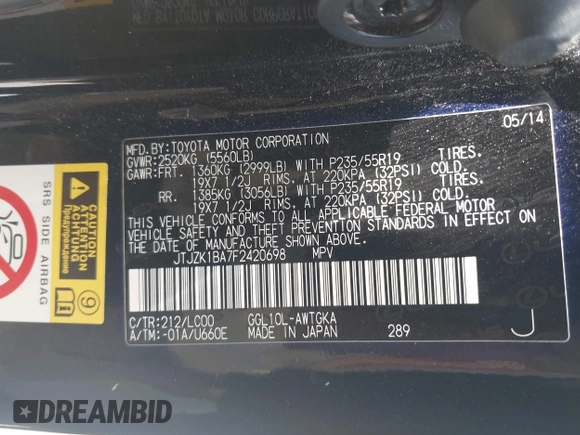 05/14
MFD.BY:TOYOTA MOTOR CORPORATION
GVWR:2520KG (5560LB)
GAWR:FRT. 1360KG (2999LB) WITH P235/55R19 TIRES.
19X7 1/2J RIMS. AT 220KPA (32PSI) COLD
RR. 1385KG (3056LB) WITH P235/55R19 TIRES.
19X7 1/2J RIMS. AT 220KPA (32PSI) COLD.
THIS VEHICLE CONFORMS TO ALL APPLICABLE FEDERAL MOTOR
VEHICLE SAFETY AND THEFT PREVENTION STANDARDS IN EFFECT ON
THE DATE OF MANUFACTURE SHOWN ABOVE.
JTJZK1BA7F2420698 MPV
C/TR:212/LC00 GGL10L-AWTGKA
A/TM:-01A/U660E MADE IN JAPAN 289 J
SRS SIDE AIRBAG
ATTENTION
ACHTUNG
Предупреждение
9
DREAMBID